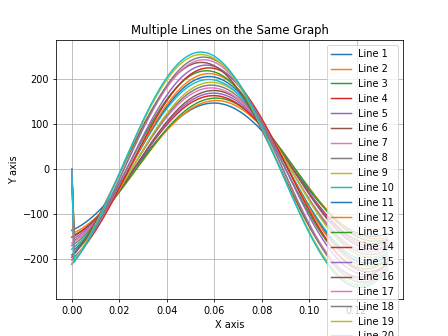 Multiple Lines on the Same Graph
Y axis
200
100
0
−100
−200
0.00
0.02
0.04
0.06
0.08
0.10
X axis
Line 1
Line 2
Line 3
Line 4
Line 5
Line 6
Line 7
Line 8
Line 9
Line 10
Line 11
Line 12
Line 13
Line 14
Line 15
Line 16
Line 17
Line 18
Line 19
Line 20